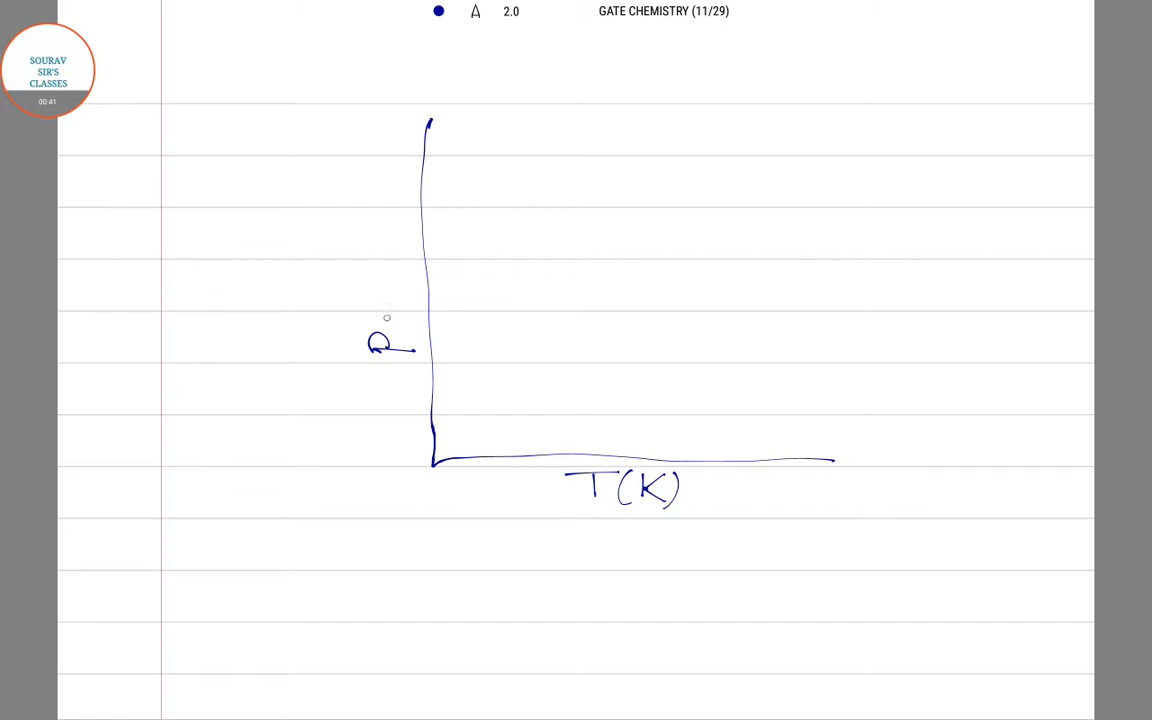 A 2.0 GATE CHEMISTRY (11/29)
SOURAV
SIR'S
CLASSES
00:41
P
T(K)